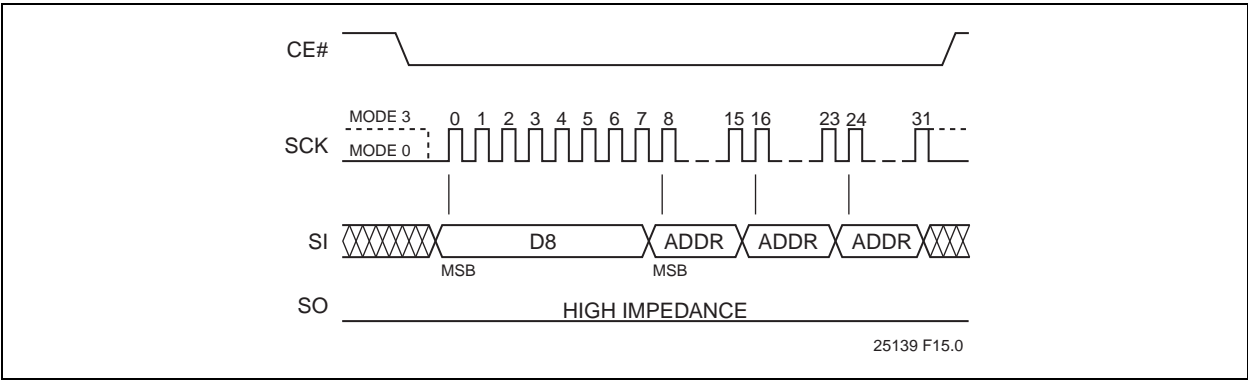 CE#
MODE 3
0 1 2 3 4 5 6 7 8 15 16 23 24 31
SCK
MODE 0
SI
D8
ADDR
ADDR
ADDR
MSB
MSB
SO
HIGH IMPEDANCE
25139 F15.0